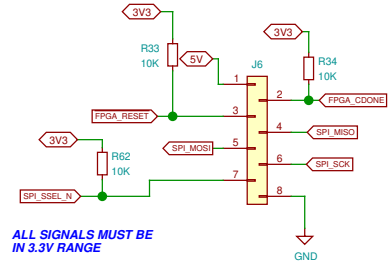 3V3
R33
10K
5V
J6
3V3
R34
10K
1
2
FPGA_CDONE
FPGA_RESET
3
4
SPI_MISO
3V3
SPI_MOSI
5
6
SPI_SCK
R62
10K
7
8
SPI_SSEL_N
GND
ALL SIGNALS MUST BE
IN 3.3V RANGE